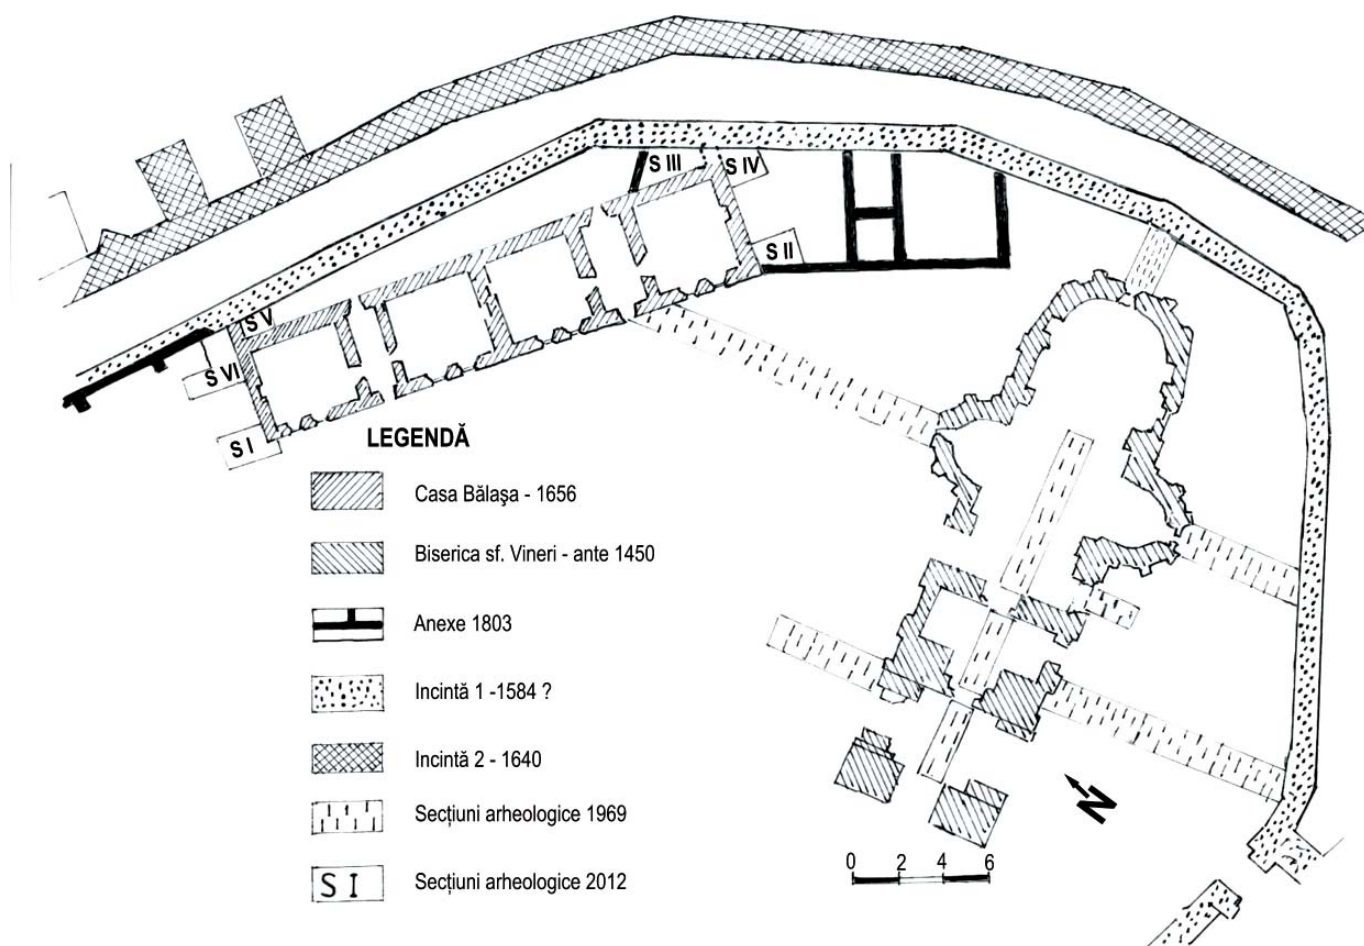 S III
S IV
S II
S V
S VI
S I
LEGENDĂ
Casa Bălaşa - 1656
Biserica sf. Vineri - ante 1450
Anexe 1803
Incintă 1 -1584 ?
Incintă 2 - 1640
Secțiuni arheologice 1969
S I Secțiuni arheologice 2012
N
0 2 4 6